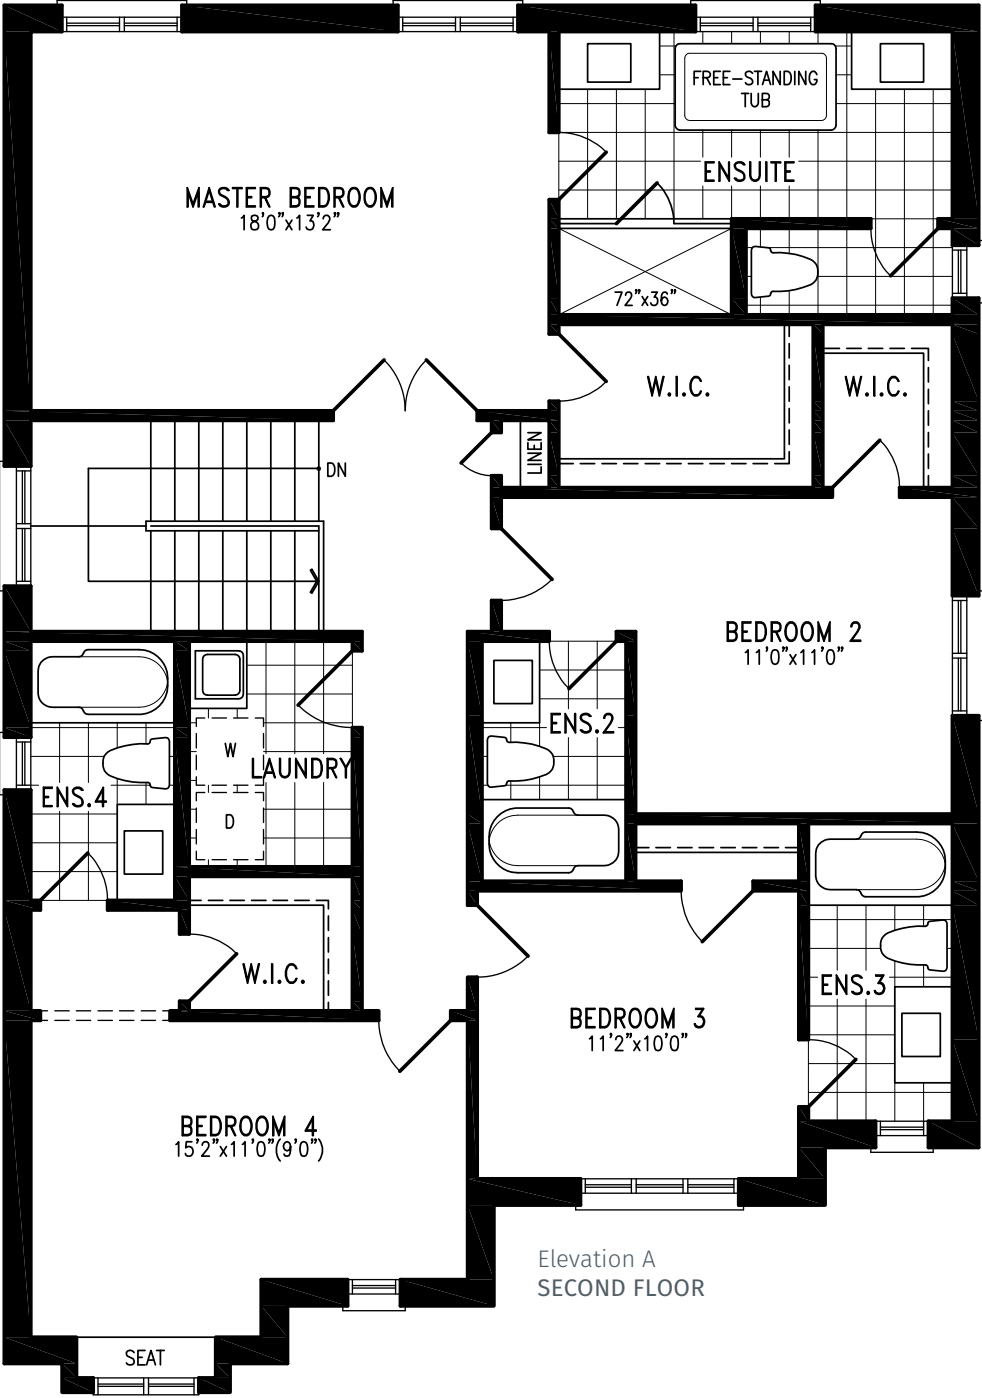 FREE-STANDING
TUB
ENSUITE
MASTER BEDROOM
18'0"x13'2"
72"x36"
W.I.C.
W.I.C.
LINEN
DN
BEDROOM 2
11'0"x11'0"
ENS.2
W
LAUNDRY
D
ENS.4
W.I.C.
ENS.3
BEDROOM 3
11'2"x10'0"
BEDROOM 4
15'2"x11'0"(9'0")
Elevation A
SECOND FLOOR
SEAT